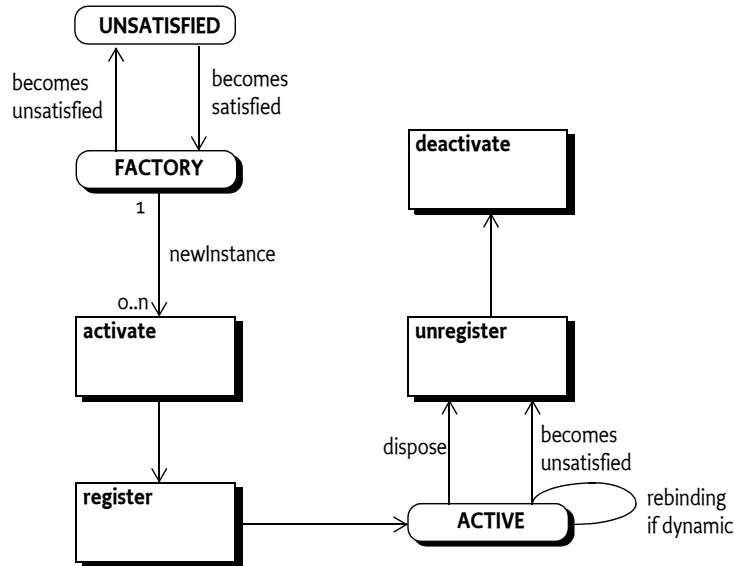 UNSATISFIED
becomes
unsatisfied
becomes
satisfied
FACTORY
1
newInstance
0..n
activate
register
deactivate
unregister
dispose
becomes
unsatisfied
ACTIVE
rebinding
if dynamic